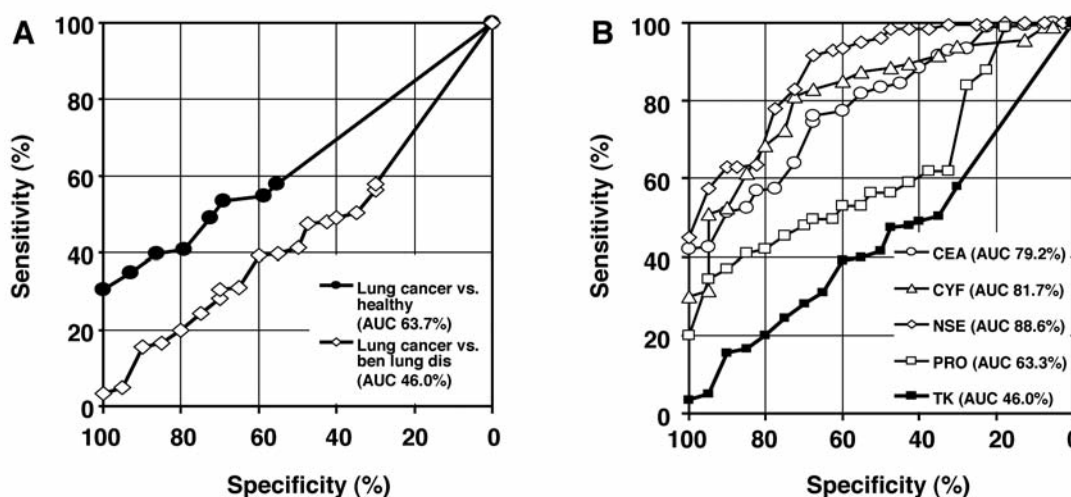 A
100
80
60
40
20
0
Sensitivity (%)
Lung cancer vs.
healthy
(AUC 63.7%)
Lung cancer vs.
ben lung dis
(AUC 46.0%)
100 80 60 40 20 0
Specificity (%)
B
100
80
60
40
20
0
Sensitivity (%)
CEA (AUC 79.2%)
CYF (AUC 81.7%)
NSE (AUC 88.6%)
PRO (AUC 63.3%)
TK (AUC 46.0%)
100 80 60 40 20 0
Specificity (%)